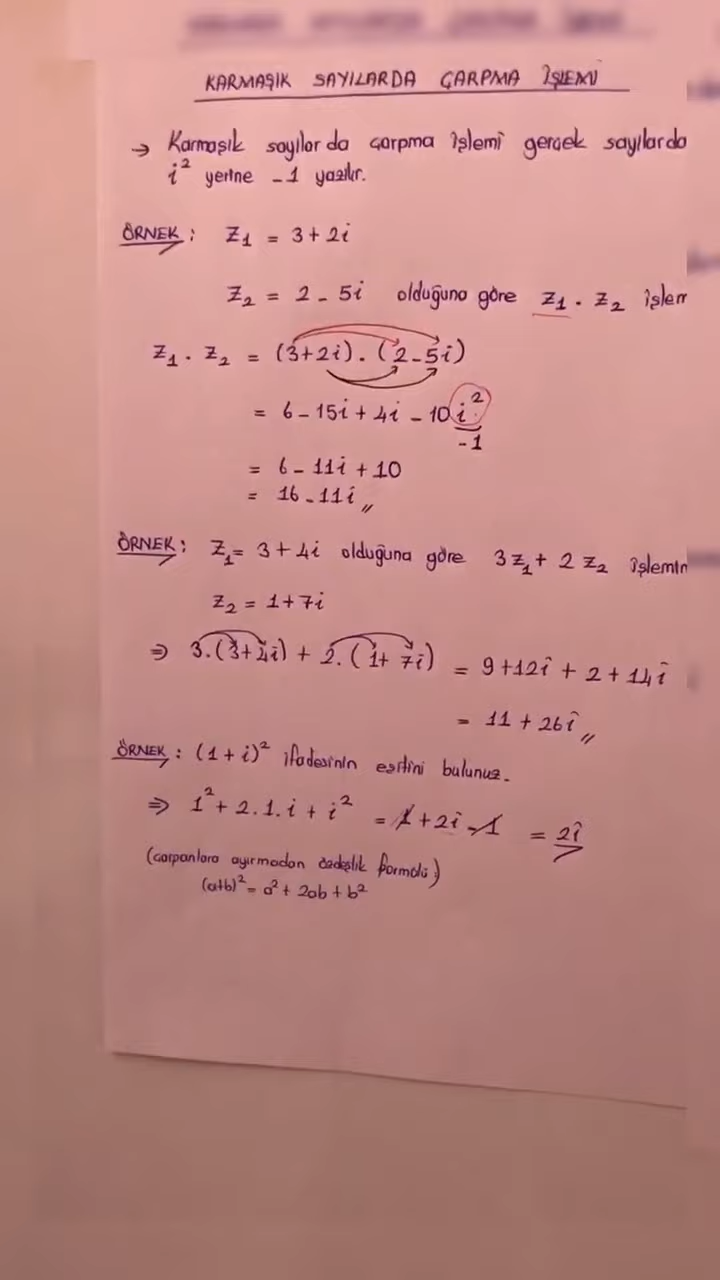 KARMAŞIK SAYILARDA ÇARPMA İŞLEMİ
→ Karmaşık sayılar da çarpma işlemi gerçek sayılarda
i² yerine -1 yazılır.
ÖRNEK: Z₁ = 3 + 2i
Z₂ = 2 - 5i olduğuna göre Z₁ . Z₂ işlem
Z₁ . Z₂ = (3+2i) . (2-5i)
= 6 - 15i + 4i - 10i²
-1
= 6 - 11i + 10
= 16 - 11i //
ÖRNEK: Z₁ = 3 + 4i olduğuna göre 3Z₁ + 2Z₂ işlemin
Z₂ = 1 + 7i
⇒ 3.(3+4i) + 2.(1+7i) = 9+12i + 2 + 14i
= 11 + 26i //
ÖRNEK: (1+i)² ifadesinin eşitini bulunuz.
⇒ 1² + 2.1.i + i² = 1 + 2i - 1 = 2i
(çarpanlara ayırmadan özdeşlik formülü)
(a+b)² = a² + 2ab + b²